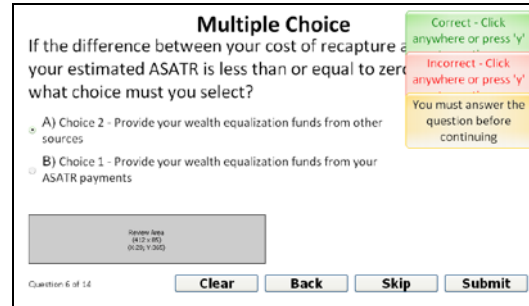 Multiple Choice
If the difference between your cost of recapture a
your estimated ASATR is less than or equal to zero
what choice must you select?
A) Choice 2 - Provide your wealth equalization funds from other
sources
B) Choice 1 - Provide your wealth equalization funds from your
ASATR payments
Correct - Click
anywhere or press 'y'
Incorrect - Click
anywhere or press 'y'
You must answer the
question before
continuing
Review Area
(412 x 85)
Question 6 of 14
Clear
Back
Skip
Submit